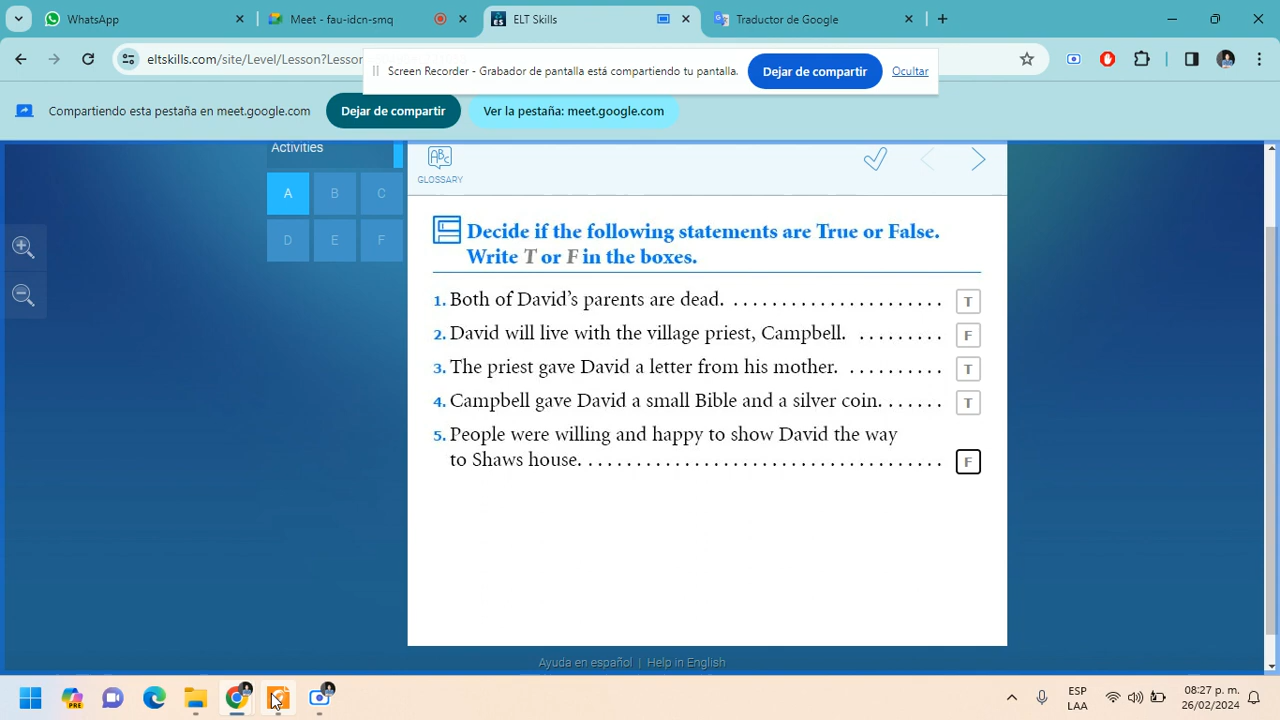 WhatsApp
Meet - fau-idcn-smq
ELT Skills
Traductor de Google
eltskills.com/site/Level/Lesson?Lesson
Screen Recorder - Grabador de pantalla está compartiendo tu pantalla.
Dejar de compartir
Ocultar
Compartiendo esta pestaña en meet.google.com
Dejar de compartir
Ver la pestaña: meet.google.com
Activities
A B C
D E F
ABC
GLOSSARY
Decide if the following statements are True or False.
Write T or F in the boxes.
1. Both of David's parents are dead. . . . . . . . . . . . . . . . . . . . . . . T
2. David will live with the village priest, Campbell. . . . . . . . . . F
3. The priest gave David a letter from his mother. . . . . . . . . . . T
4. Campbell gave David a small Bible and a silver coin. . . . . . . T
5. People were willing and happy to show David the way
to Shaws house. . . . . . . . . . . . . . . . . . . . . . . . . . . . . . . . . . . . . . F
Ayuda en español | Help in English
PRE
ESP
LAA
08:27 p. m.
26/02/2024